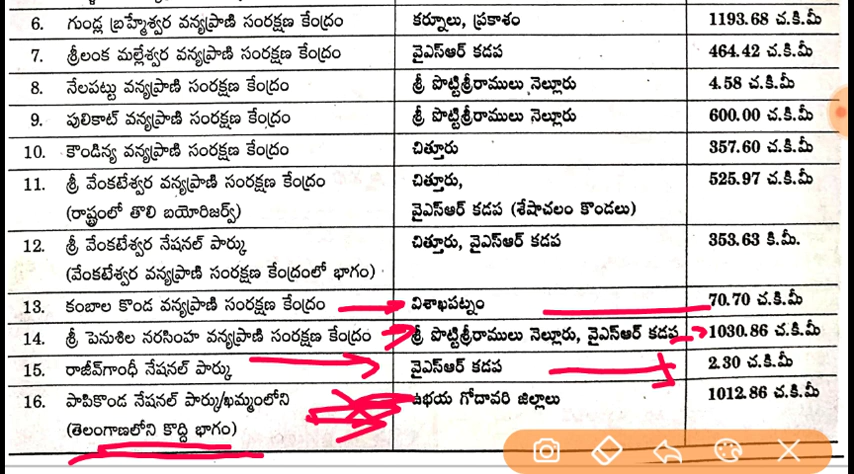 6. గుండ్ల బ్రహ్మేశ్వర వన్యప్రాణి సంరక్షణ కేంద్రం కర్నూలు, ప్రకాశం 1193.68 చ.కి.మీ
7. శ్రీలంక మల్లేశ్వర వన్యప్రాణి సంరక్షణ కేంద్రం వైఎస్ఆర్ కడప 464.42 చ.కి.మీ
8. నేలపట్టు వన్యప్రాణి సంరక్షణ కేంద్రం శ్రీ పొట్టిశ్రీరాములు నెల్లూరు 4.58 చ.కి.మీ
9. పులికాట్ వన్యప్రాణి సంరక్షణ కేంద్రం శ్రీ పొట్టిశ్రీరాములు నెల్లూరు 600.00 చ.కి.మీ
10. కౌండిన్య వన్యప్రాణి సంరక్షణ కేంద్రం చిత్తూరు 357.60 చ.కి.మీ
11. శ్రీ వేంకటేశ్వర వన్యప్రాణి సంరక్షణ కేంద్రం చిత్తూరు, 525.97 చ.కి.మీ
(రాష్ట్రంలో తొలి బయోరిజర్వ్) వైఎస్ఆర్ కడప (శేషాచలం కొండలు)
12. శ్రీ వేంకటేశ్వర నేషనల్ పార్కు చిత్తూరు, వైఎస్ఆర్ కడప 353.63 కి.మీ.
(వేంకటేశ్వర వన్యప్రాణి సంరక్షణ కేంద్రంలో భాగం)
13. కంబాల కొండ వన్యప్రాణి సంరక్షణ కేంద్రం విశాఖపట్నం 70.70 చ.కి.మీ
14. శ్రీ పెనుశిల నరసింహ వన్యప్రాణి సంరక్షణ కేంద్రం శ్రీ పొట్టిశ్రీరాములు నెల్లూరు, వైఎస్ఆర్ కడప 1030.86 చ.కి.మీ
15. రాజీవ్‌గాంధీ నేషనల్ పార్కు వైఎస్ఆర్ కడప 2.30 చ.కి.మీ
16. పాపికొండ నేషనల్ పార్కు/ఖమ్మంలోని ఉభయ గోదావరి జిల్లాలు 1012.86 చ.కి.మీ
(తెలంగాణలోని కొద్ది భాగం)